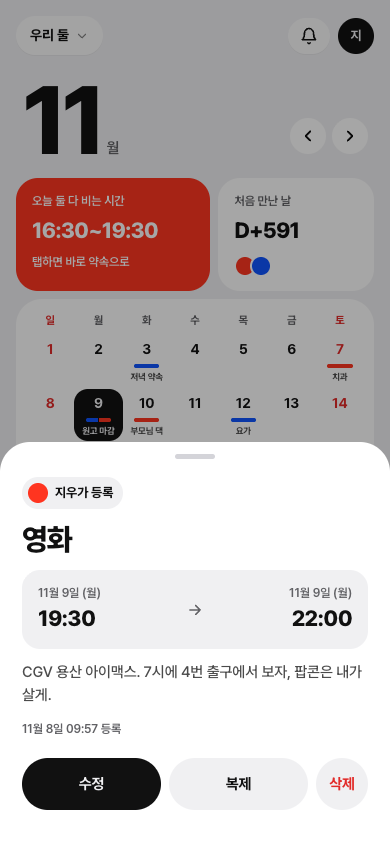 우리 둘
지
11 월
오늘 둘 다 비는 시간
16:30~19:30
탭하면 바로 약속으로
처음 만난 날
D+591
일 월 화 수 목 금 토
1 2 3 4 5 6 7
저녁 약속 치과
8 9 10 11 12 13 14
원고 마감 부모님 댁 요가
지우가 등록
영화
11월 9일 (월) 11월 9일 (월)
19:30 → 22:00
CGV 용산 아이맥스. 7시에 4번 출구에서 보자, 팝콘은 내가
살게.
11월 8일 09:57 등록
수정 복제 삭제